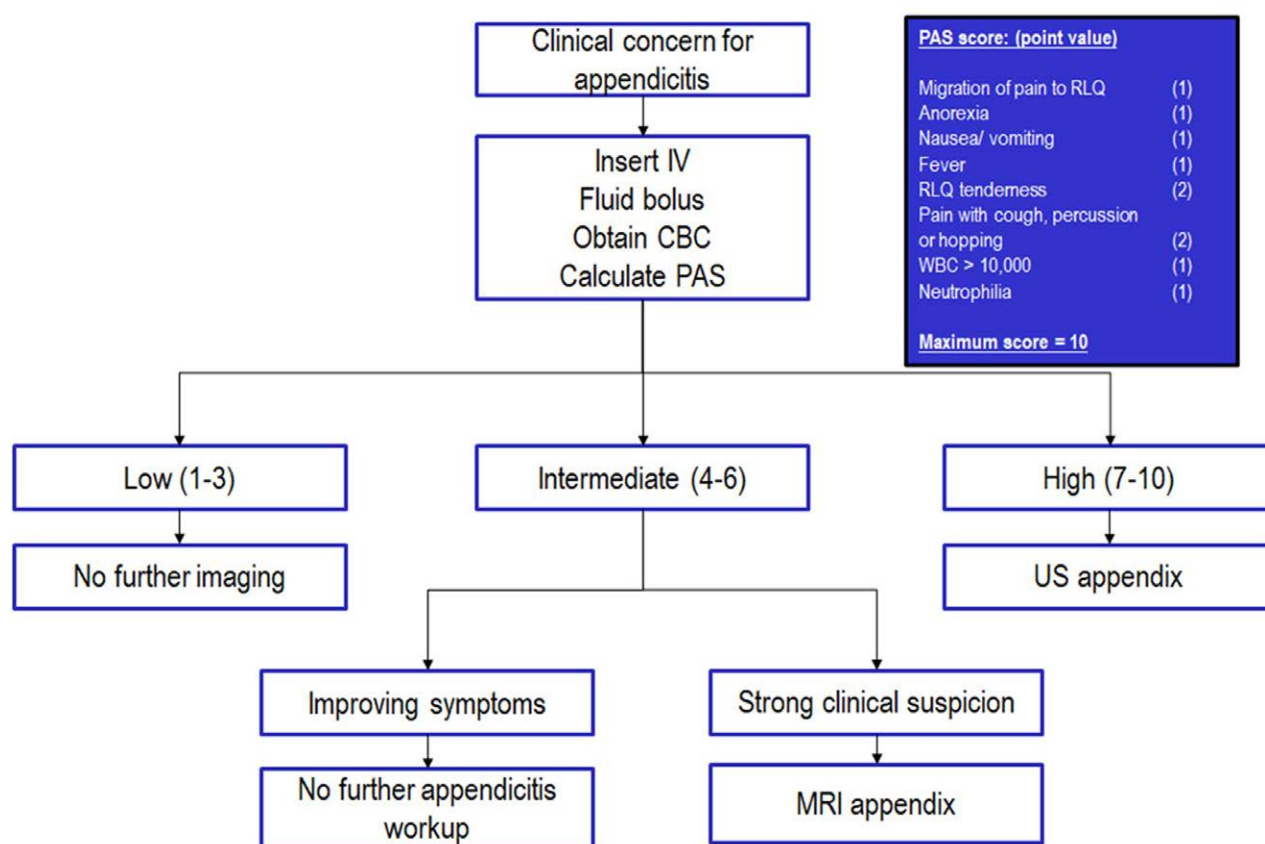 Clinical concern for
appendicitis
PAS score: (point value)
Migration of pain to RLQ (1)
Anorexia (1)
Nausea/ vomiting (1)
Fever (1)
RLQ tenderness (2)
Pain with cough, percussion
or hopping (2)
WBC > 10,000 (1)
Neutrophilia (1)
Maximum score = 10
Insert IV
Fluid bolus
Obtain CBC
Calculate PAS
Low (1-3)
Intermediate (4-6)
High (7-10)
No further imaging
US appendix
Improving symptoms
Strong clinical suspicion
No further appendicitis
workup
MRI appendix